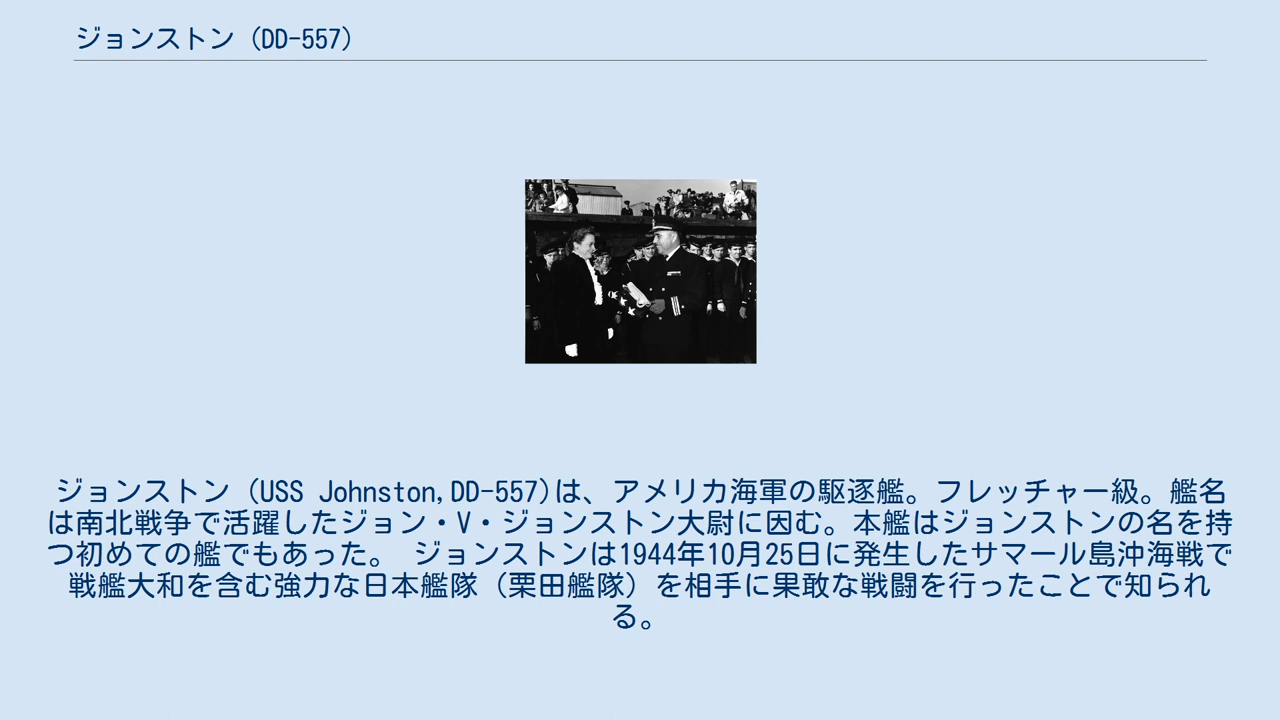 ジョンストン（DD-557）
ジョンストン（USS Johnston,DD-557)は、アメリカ海軍の駆逐艦。フレッチャー級。艦名
は南北戦争で活躍したジョン・V・ジョンストン大尉に因む。本艦はジョンストンの名を持
つ初めての艦でもあった。 ジョンストンは1944年10月25日に発生したサマール島沖海戦で
戦艦大和を含む強力な日本艦隊（栗田艦隊）を相手に果敢な戦闘を行ったことで知られ
る。